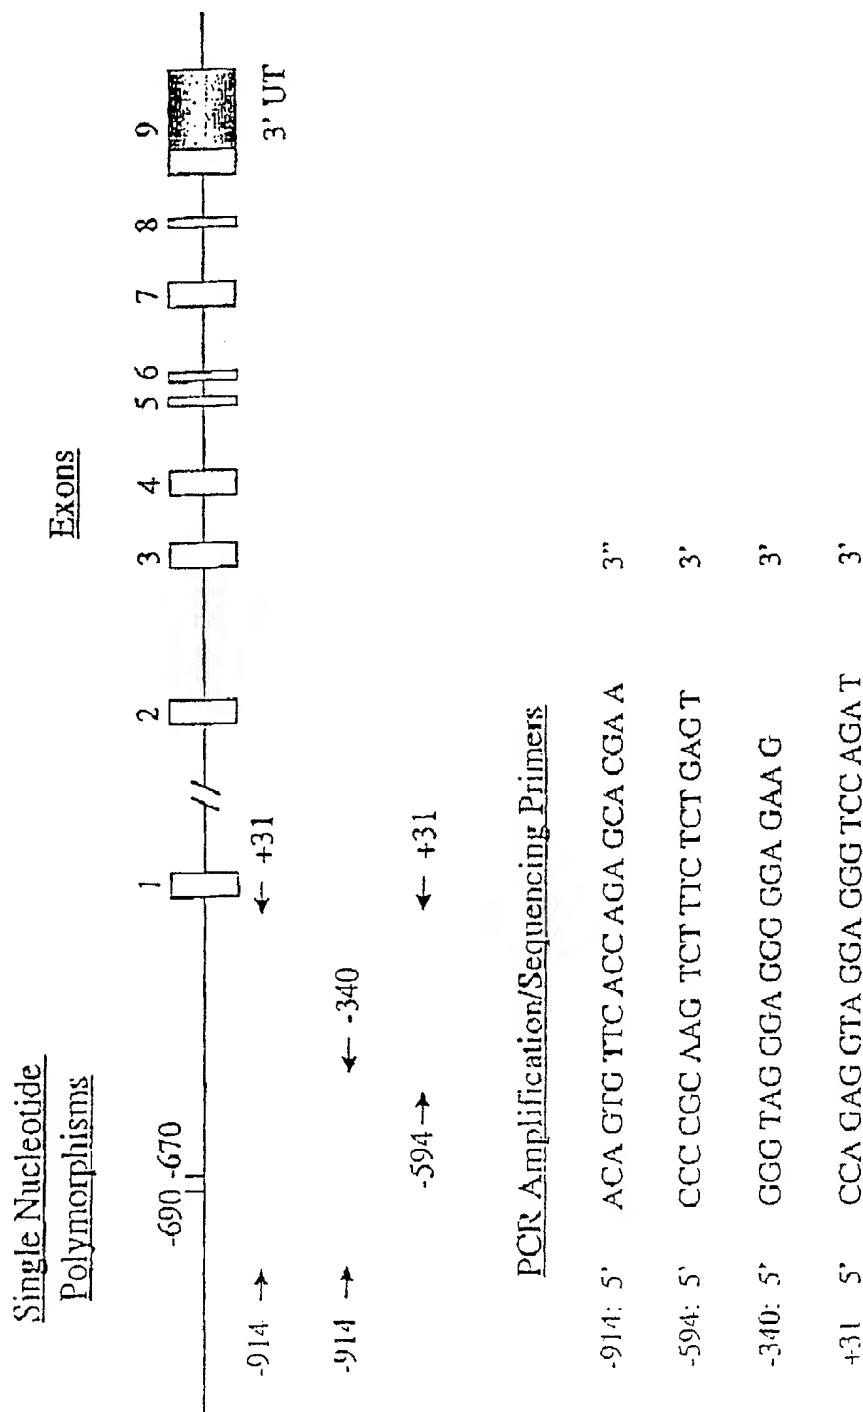 Single Nucleotide
Polymorphisms
Exons
-690 -670
1 2 3 4 5 6 7 8 9
3' UT
-914 → ← +31
-914 → ← -340
-594 → ← +31
PCR Amplification/Sequencing Primers
-914: 5' ACA GTG TTC ACC AGA GCA CGA A 3"
-594: 5' CCC CGC AAG TCT TTC TCT GAG T 3'
-340: 5' GGG TAG GGA GGG GGA GAA G 3'
+31 5' CCA GAG GTA GGA GGG TCC AGA T 3'